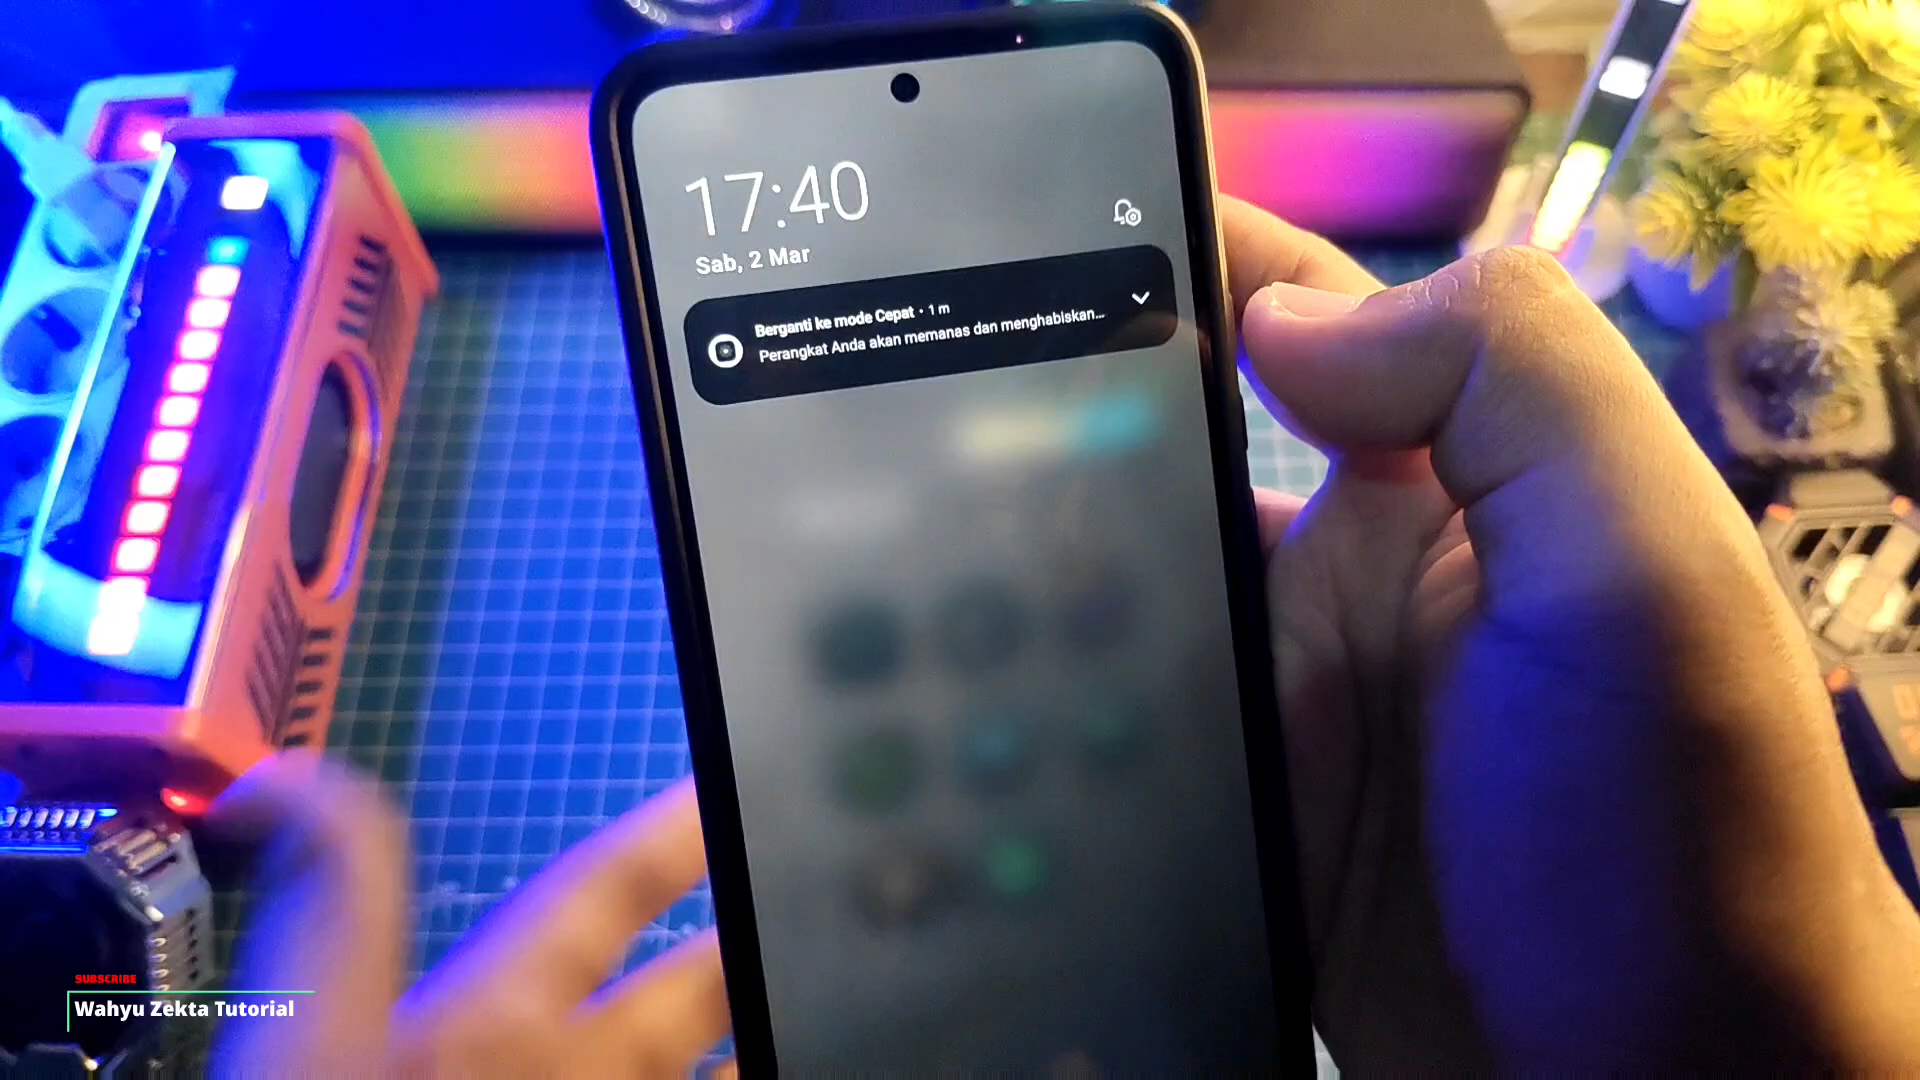 17:40
Sab, 2 Mar
Berganti ke mode Cepat • 1 m
Perangkat Anda akan memanas dan menghabiskan...
SUBSCRIBE
Wahyu Zekta Tutorial